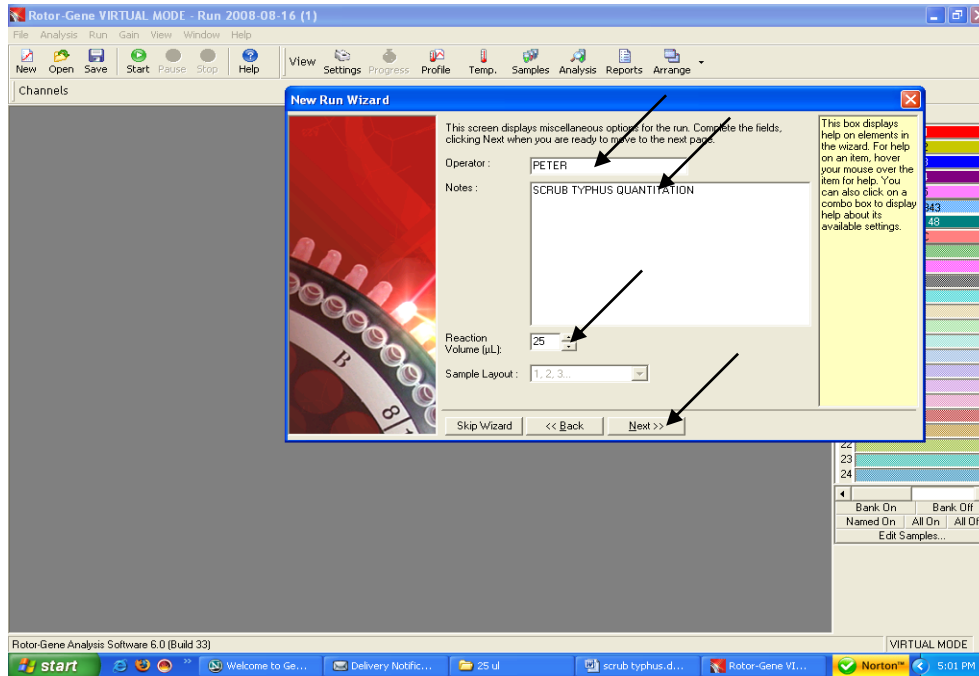 Rotor-Gene VIRTUAL MODE - Run 2008-08-16 (1)
File Analysis Run Gain View Window Help
New Open Save Start Pause Stop Help View Settings Progress Profile Temp. Samples Analysis Reports Arrange
Channels
New Run Wizard
This screen displays miscellaneous options for the run. Complete the fields,
clicking Next when you are ready to move to the next page.
Operator :
PETER
Notes :
SCRUB TYPHUS QUANTITATION
Reaction
Volume (µL):
25
Sample Layout :
1, 2, 3...
Skip Wizard
<< Back
Next >>
This box displays
help on elements in
the wizard. For help
on an item, hover
your mouse over the
item for help. You
can also click on a
combo box to display
help about its
available settings.
B
8
843
48
C
22
23
24
Bank On Bank Off
Named On All On All Of
Edit Samples...
Rotor-Gene Analysis Software 6.0 (Build 33)
VIRTUAL MODE
start
Welcome to Ge...
Delivery Notific...
25 ul
scrub typhus.d...
Rotor-Gene VI...
Norton™
5:01 PM